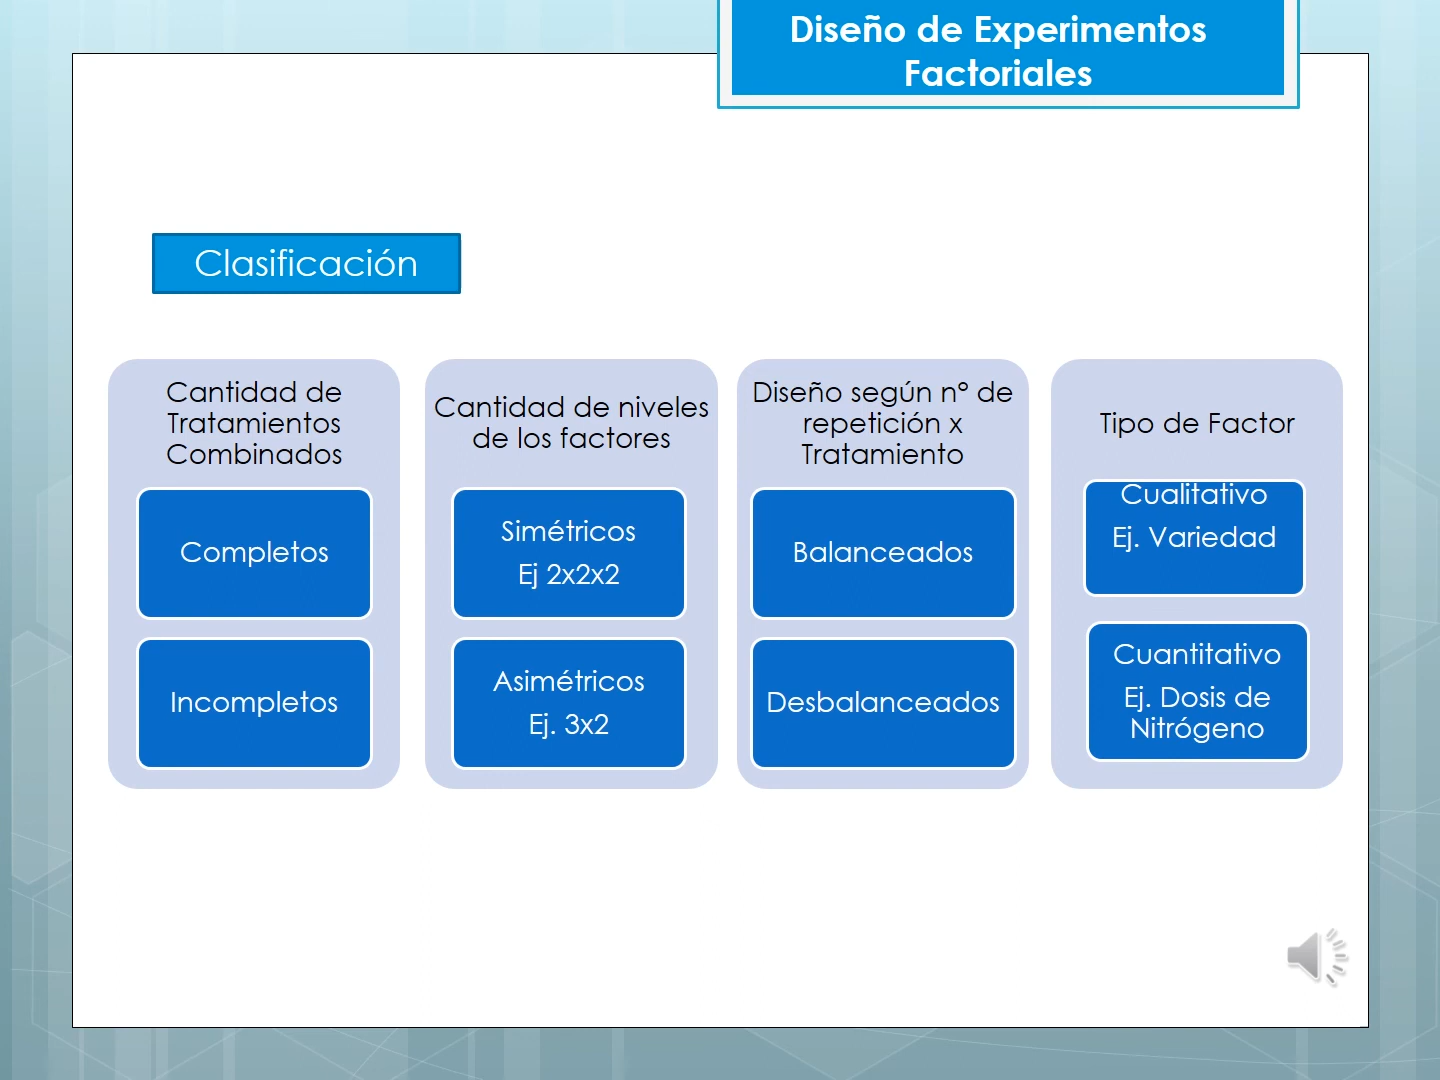 Diseño de Experimentos
Factoriales
Clasificación
Cantidad de
Tratamientos
Combinados
Completos
Incompletos
Cantidad de niveles
de los factores
Simétricos
Ej 2x2x2
Asimétricos
Ej. 3x2
Diseño según n° de
repetición x
Tratamiento
Balanceados
Desbalanceados
Tipo de Factor
Cualitativo
Ej. Variedad
Cuantitativo
Ej. Dosis de
Nitrógeno